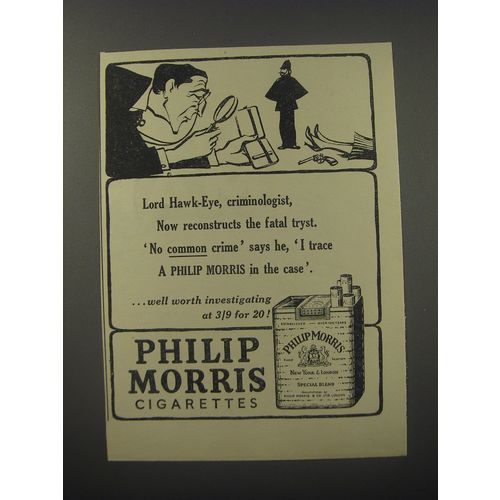 Lord Hawk-Eye, criminologist,
Now reconstructs the fatal tryst.
'No common crime' says he, 'I trace
A PHILIP MORRIS in the case'.
...well worth investigating
at 3/9 for 20!
PHILIP
MORRIS
CIGARETTES
PHILIP MORRIS
NEW YORK & LONDON
SPECIAL BLEND